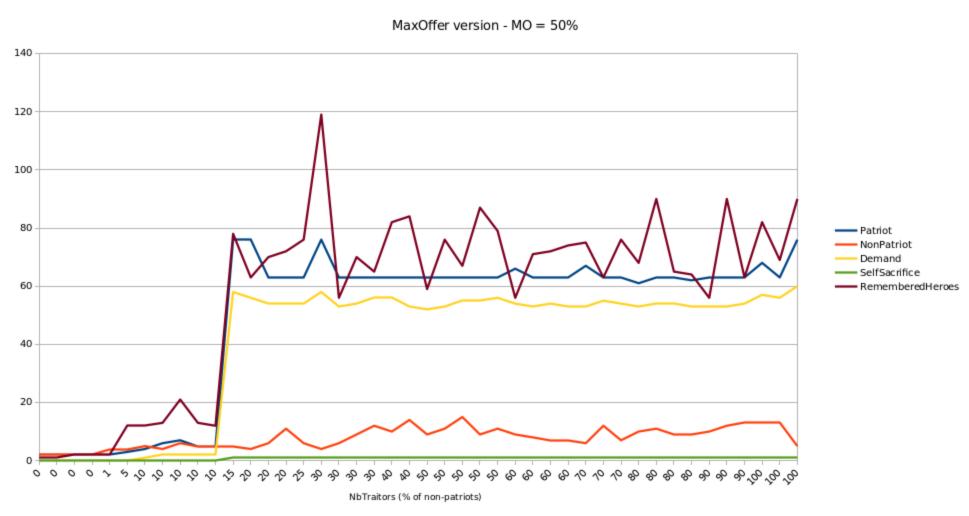 MaxOffer version - MO = 50%
140
120
100
80
60
40
20
0
Patriot
NonPatriot
Demand
SelfSacrifice
RememberedHeroes
0 0 0 0 1 5 10 10 10 10 10 15 20 20 20 25 30 30 30 30 40 40 50 50 50 50 50 60 60 60 60 70 70 70 80 80 80 80 90 90 90 100 100 100
NbTraitors (% of non-patriots)